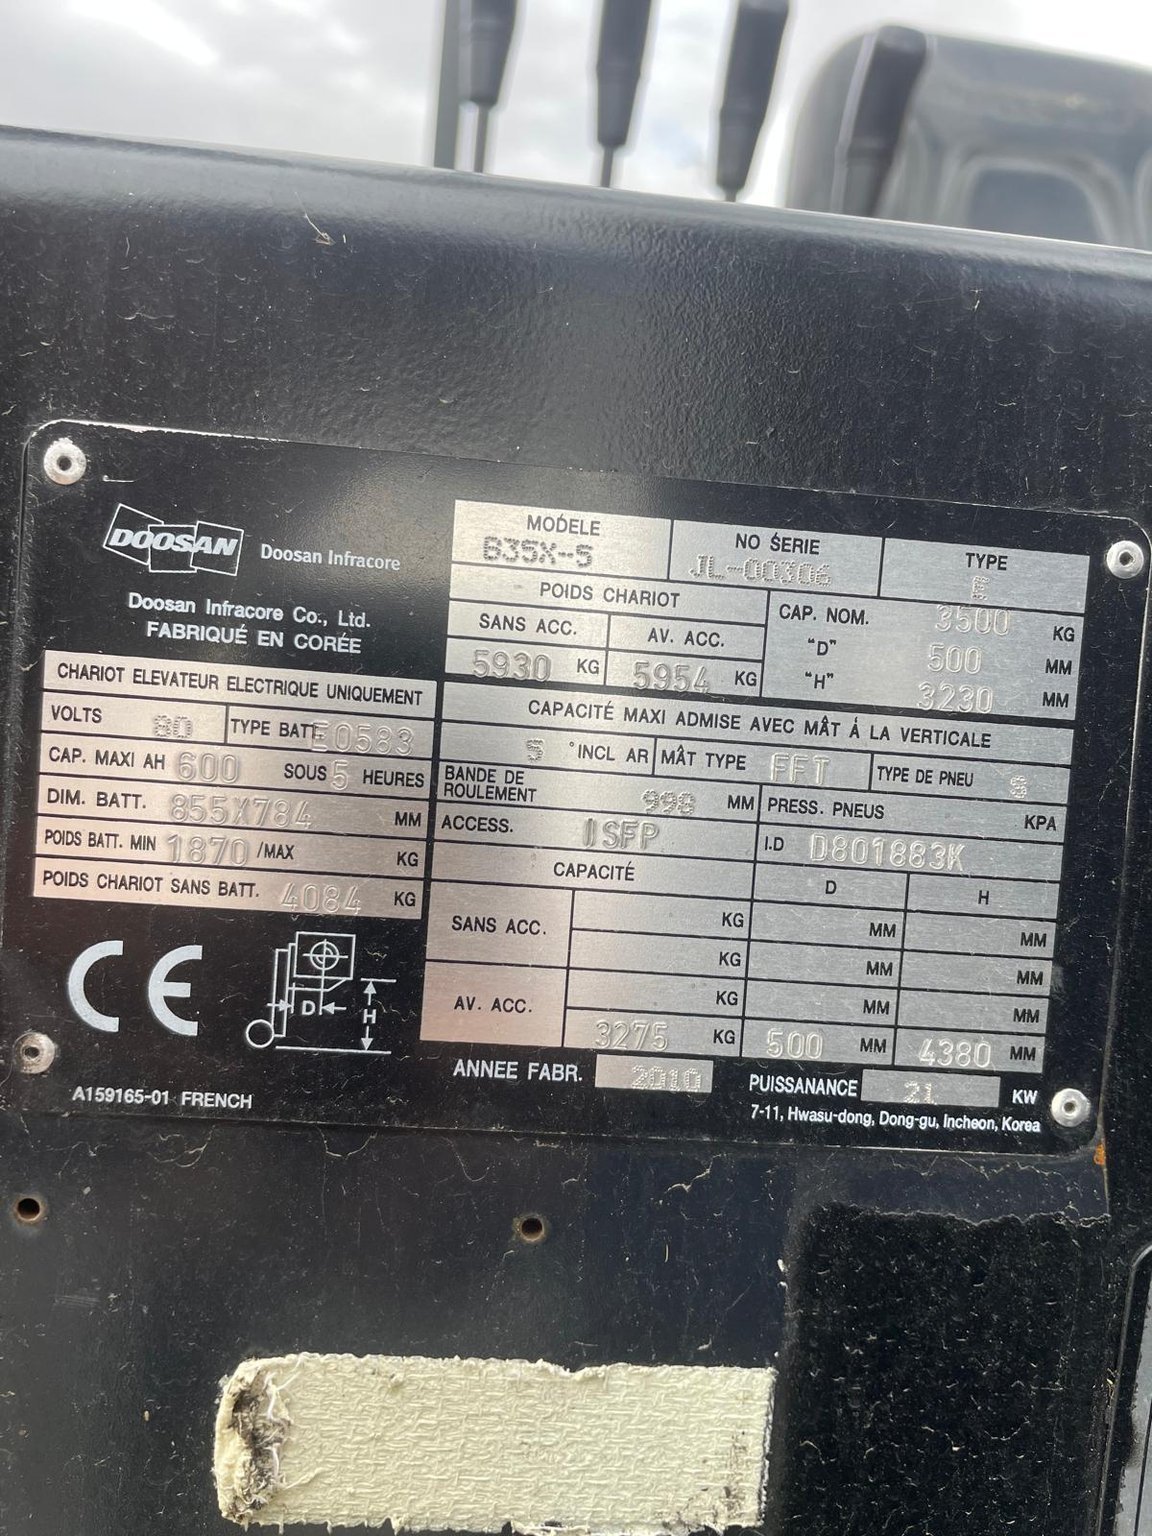 DOOSAN Doosan Infracore
Doosan Infracore Co., Ltd.
FABRIQUÉ EN CORÉE
MODÈLE B35X-5
NO SÉRIE JL-00306
TYPE E
POIDS CHARIOT
SANS ACC. AV. ACC.
5930 KG 5954 KG
CAP. NOM. 3500 KG
"D" 500 MM
"H" 3230 MM
CHARIOT ELEVATEUR ELECTRIQUE UNIQUEMENT
VOLTS 80 TYPE BATT. E0583
CAP. MAXI AH 600 SOUS 5 HEURES
DIM. BATT. 855X784 MM
POIDS BATT. MIN 1870 /MAX KG
POIDS CHARIOT SANS BATT. 4084 KG
CAPACITÉ MAXI ADMISE AVEC MÂT À LA VERTICALE
5 °INCL AR MÂT TYPE FFT TYPE DE PNEU S
BANDE DE
ROULEMENT 998 MM PRESS. PNEUS KPA
ACCESS. ISFP I.D D801883K
CAPACITÉ D H
SANS ACC. KG MM MM
KG MM MM
AV. ACC. KG MM MM
3275 KG 500 MM 4380 MM
ANNEE FABR. 2010 PUISSANANCE 21 KW
7-11, Hwasu-dong, Dong-gu, Incheon, Korea
CE
D
H
A159165-01 FRENCH